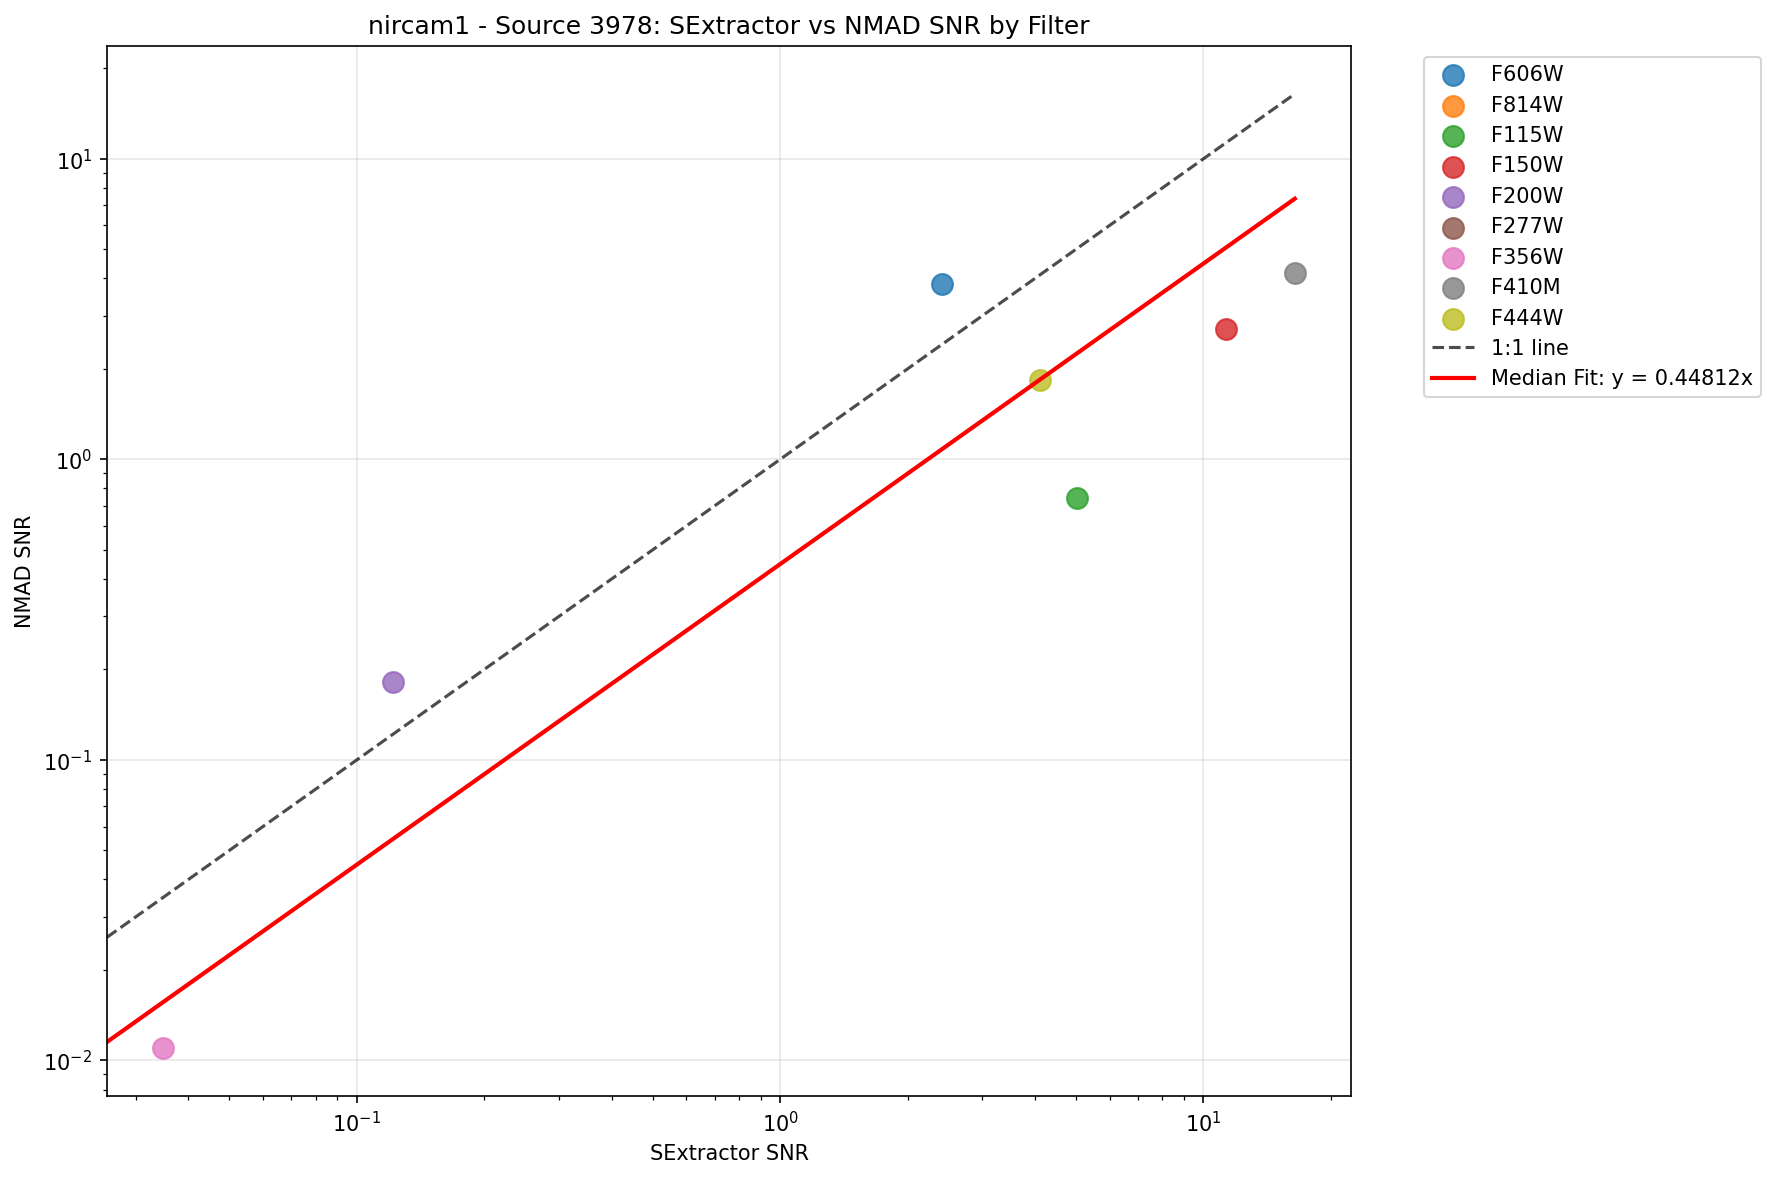 nircam1 - Source 3978: SExtractor vs NMAD SNR by Filter
F606W
F814W
F115W
F150W
F200W
F277W
F356W
F410M
F444W
1:1 line
Median Fit: y = 0.44812x
NMAD SNR
10¹
10⁰
10⁻¹
10⁻²
10⁻¹
10⁰
10¹
SExtractor SNR